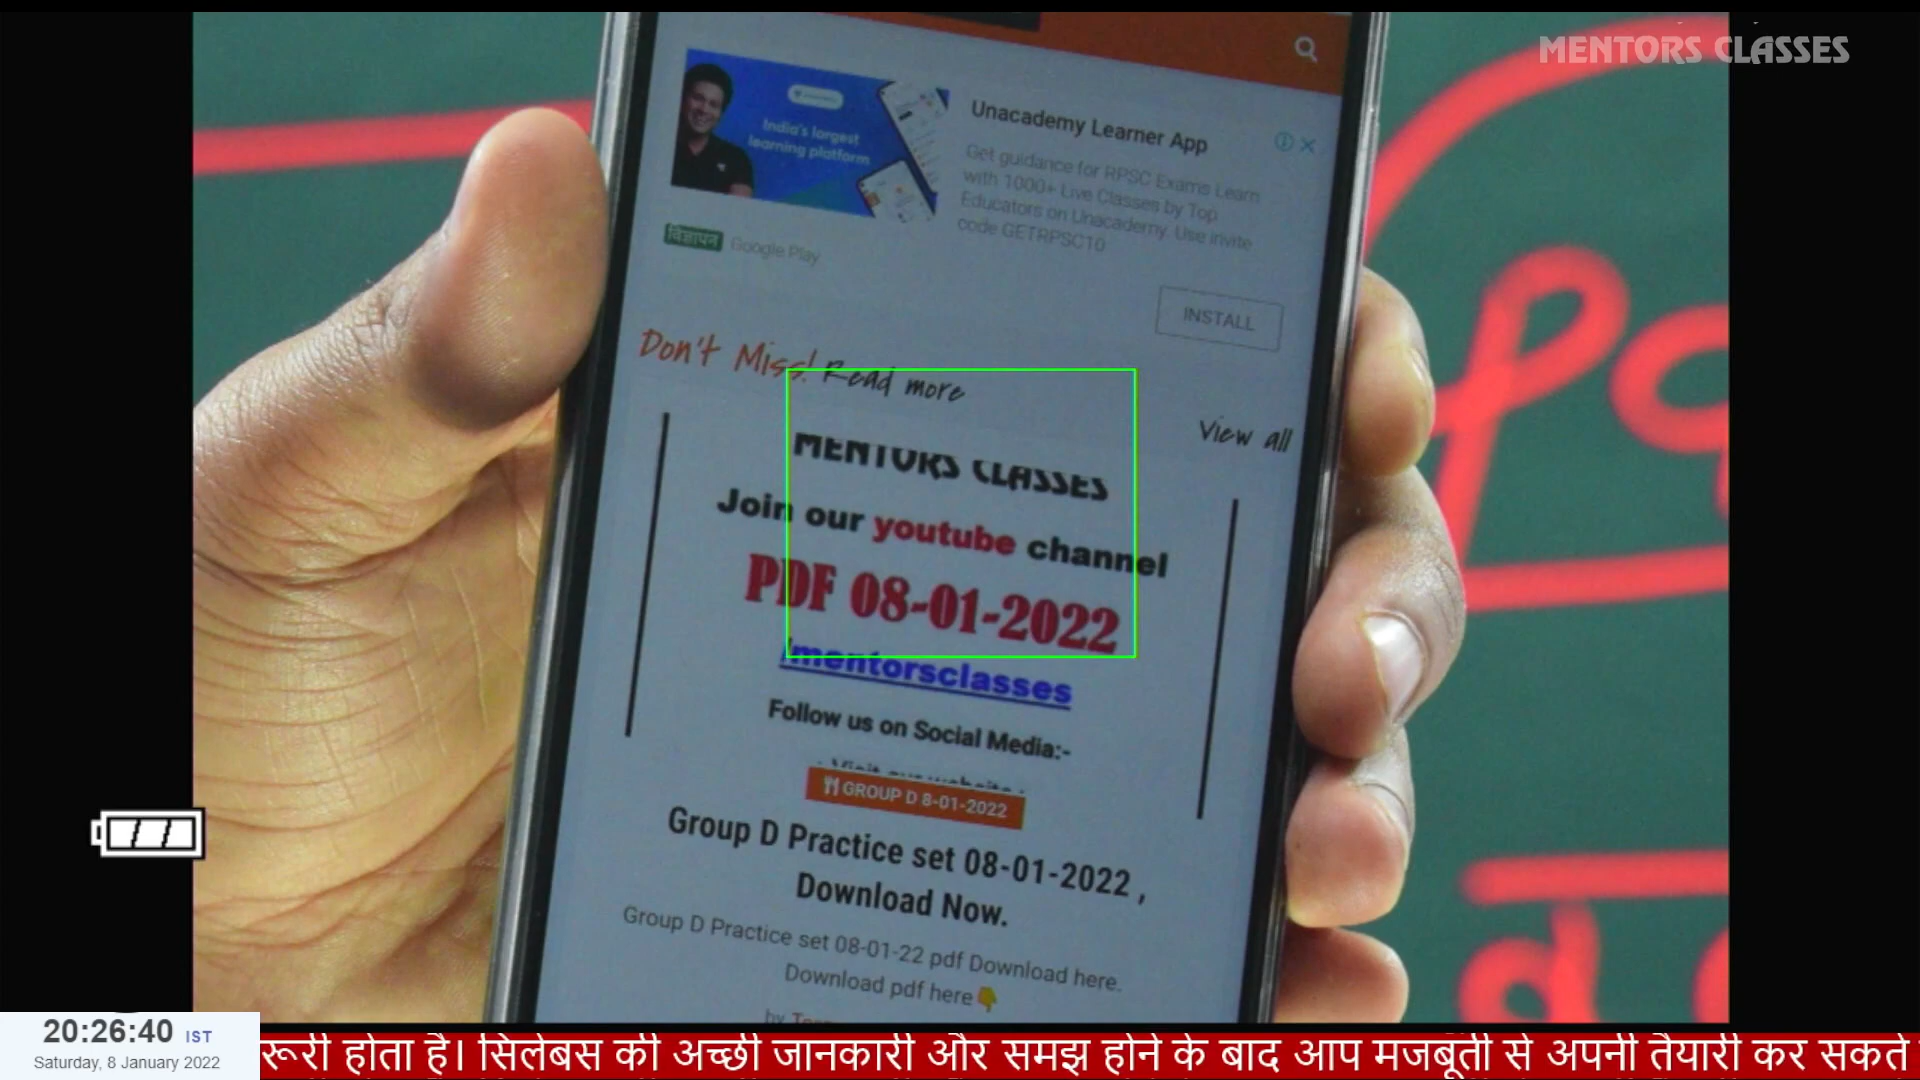 MENTORS CLASSES
India's largest
learning platform
Unacademy Learner App
Get guidance for RPSC Exams Learn
with 1000+ Live Classes by Top
Educators on Unacademy. Use invite
code GETRPSC10
विज्ञापन Google Play
INSTALL
Don't Miss! Read more
View all
MENTORS CLASSES
Join our youtube channel
PDF 08-01-2022
/mentorsclasses
Follow us on Social Media:-
Visit our website
GROUP D 8-01-2022
Group D Practice set 08-01-2022 ,
Download Now.
Group D Practice set 08-01-22 pdf Download here.
Download pdf here👇
by
20:26:40 IST
Saturday, 8 January 2022
रूरी होता है। सिलेबस की अच्छी जानकारी और समझ होने के बाद आप मजबूती से अपनी तैयारी कर सकते